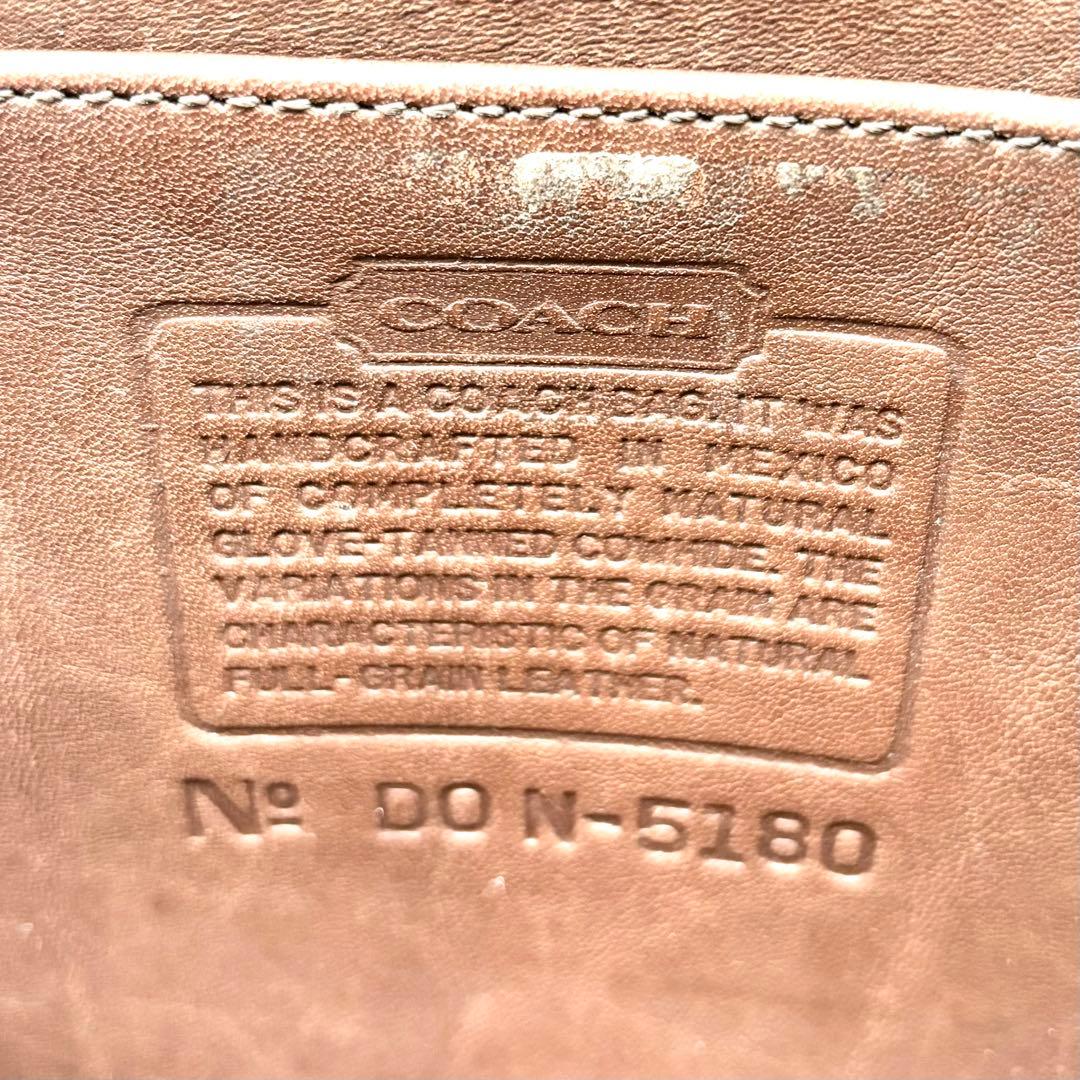 COACH
THIS IS A COACH BAG. IT WAS
HANDCRAFTED IN MEXICO
OF COMPLETELY NATURAL
GLOVE-TANNED COWHIDE. THE
VARIATIONS IN THE GRAIN ARE
CHARACTERISTIC OF NATURAL
FULL-GRAIN LEATHER.
Nº DO N-5180